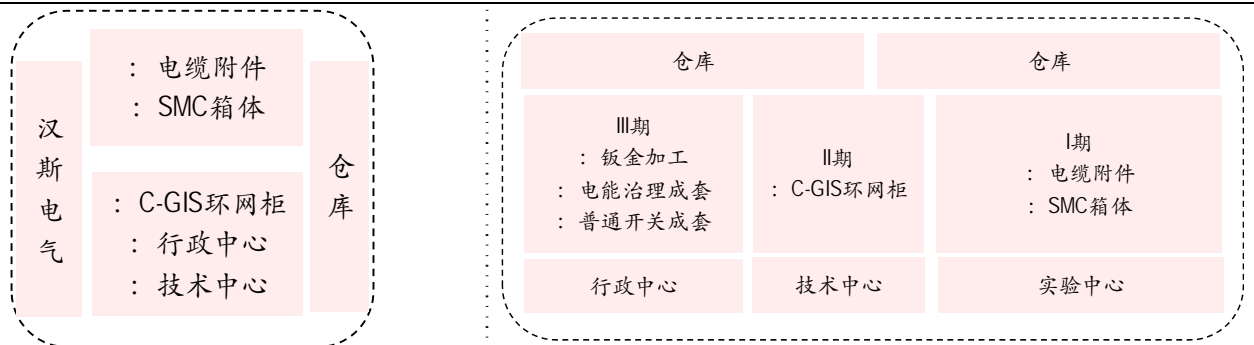 汉斯电气
: 电缆附件
: SMC箱体
: C-GIS环网柜
: 行政中心
: 技术中心
仓库
仓库
仓库
III期
: 钣金加工
: 电能治理成套
: 普通开关成套
II期
: C-GIS环网柜
I期
: 电缆附件
: SMC箱体
行政中心
技术中心
实验中心